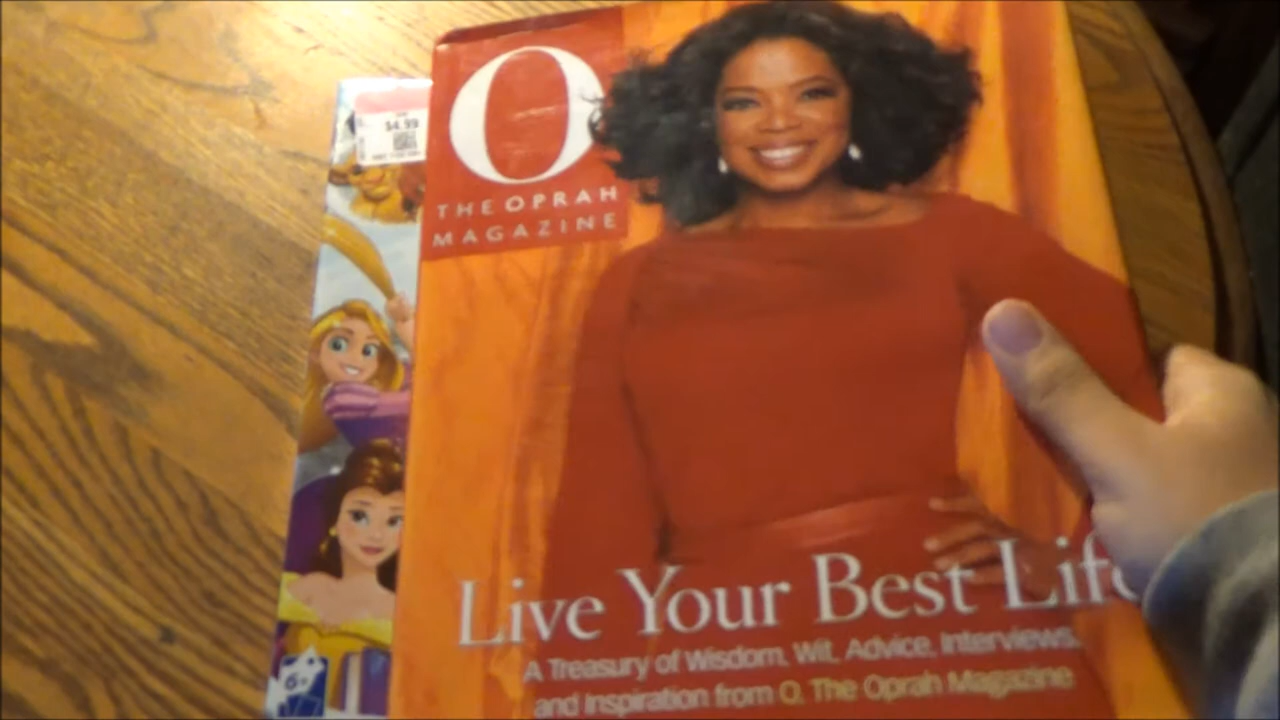 $4.99
O
THE OPRAH
MAGAZINE
Live Your Best Life
A Treasury of Wisdom, Wit, Advice, Interviews,
and Inspiration from O, The Oprah Magazine
6+